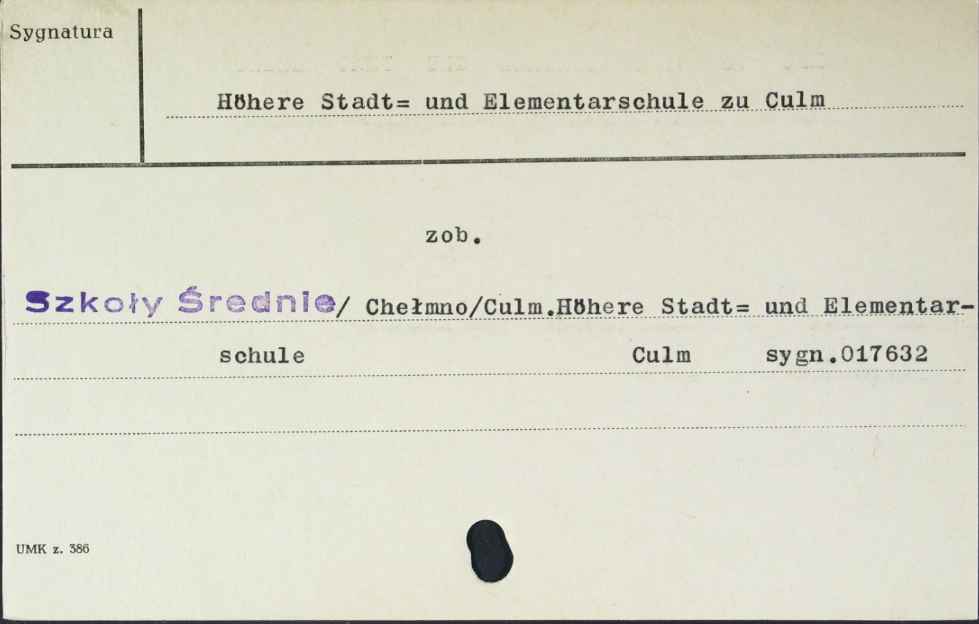 Sygnatura
Höhere Stadt= und Elementarschule zu Culm
zob.
Szkoły Średnie/ Chełmno/Culm.Höhere Stadt= und Elementar-
schule Culm sygn.017632
UMK z. 386